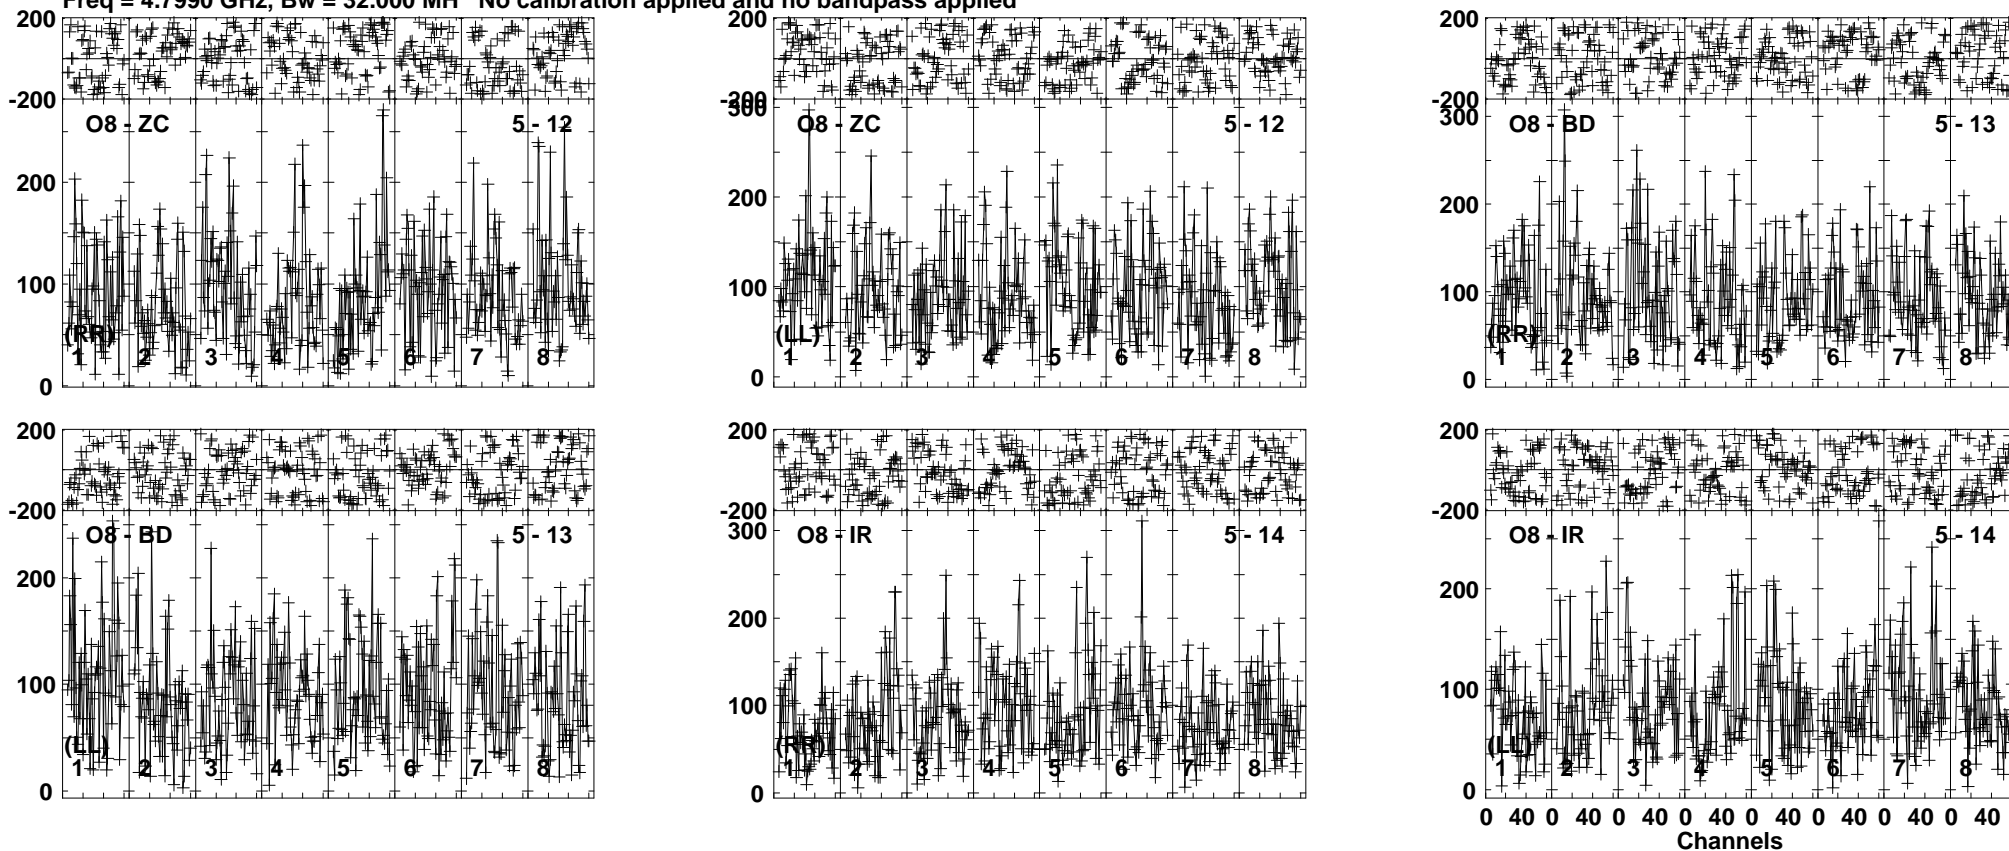 Freq = 4.7990 GHz, Bw = 32.000 MH No calibration applied and no bandpass applied
200 200 200
-200 -200 -200
300 300
O8 - ZC 5 - 12 O8 - ZC 5 - 12 O8 - BD 5 - 13
200 200 200
100 100 100
(RR) (LL) (RR)
1 2 3 4 5 6 7 8 1 2 3 4 5 6 7 8 1 2 3 4 5 6 7 8
0 0 0
200 200 200
-200 -200 -200
O8 - BD 5 - 13 300 O8 - IR 5 - 14 O8 - IR 5 - 14
200 200 200
100 100 100
(LL) (RR) (LL)
1 2 3 4 5 6 7 8 1 2 3 4 5 6 7 8 1 2 3 4 5 6 7 8
0 0 0
0 40 0 40 0 40 0 40 0 40 0 40 0 40 0 40
Channels